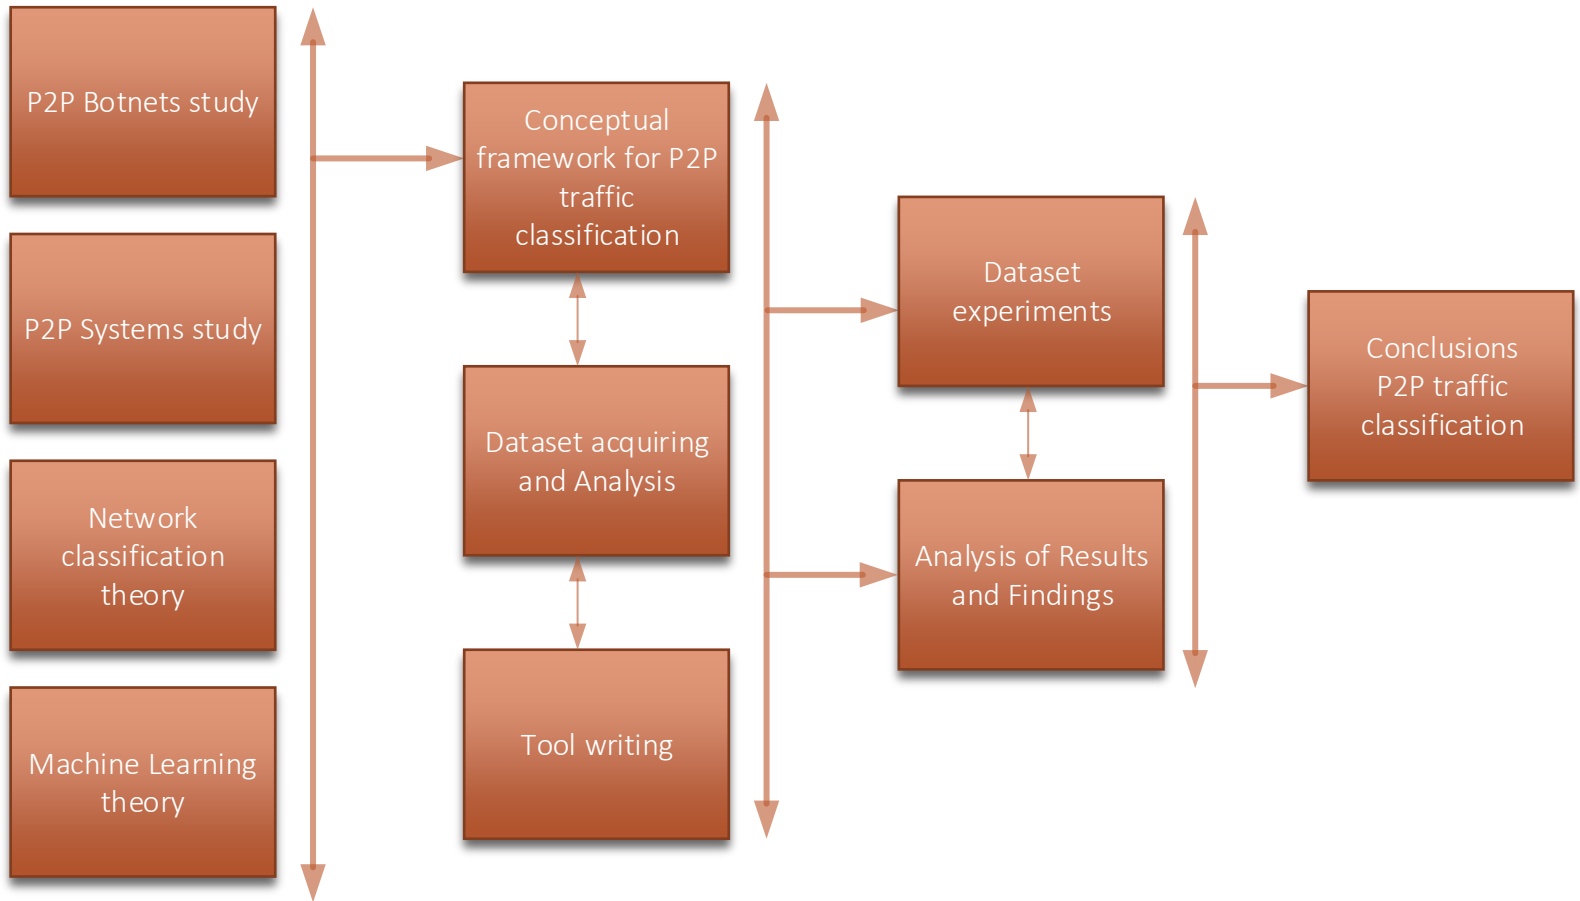 P2P Botnets study
P2P Systems study
Network
classification
theory
Machine Learning
theory
Conceptual
framework for P2P
traffic
classification
Dataset acquiring
and Analysis
Tool writing
Dataset
experiments
Analysis of Results
and Findings
Conclusions
P2P traffic
classification